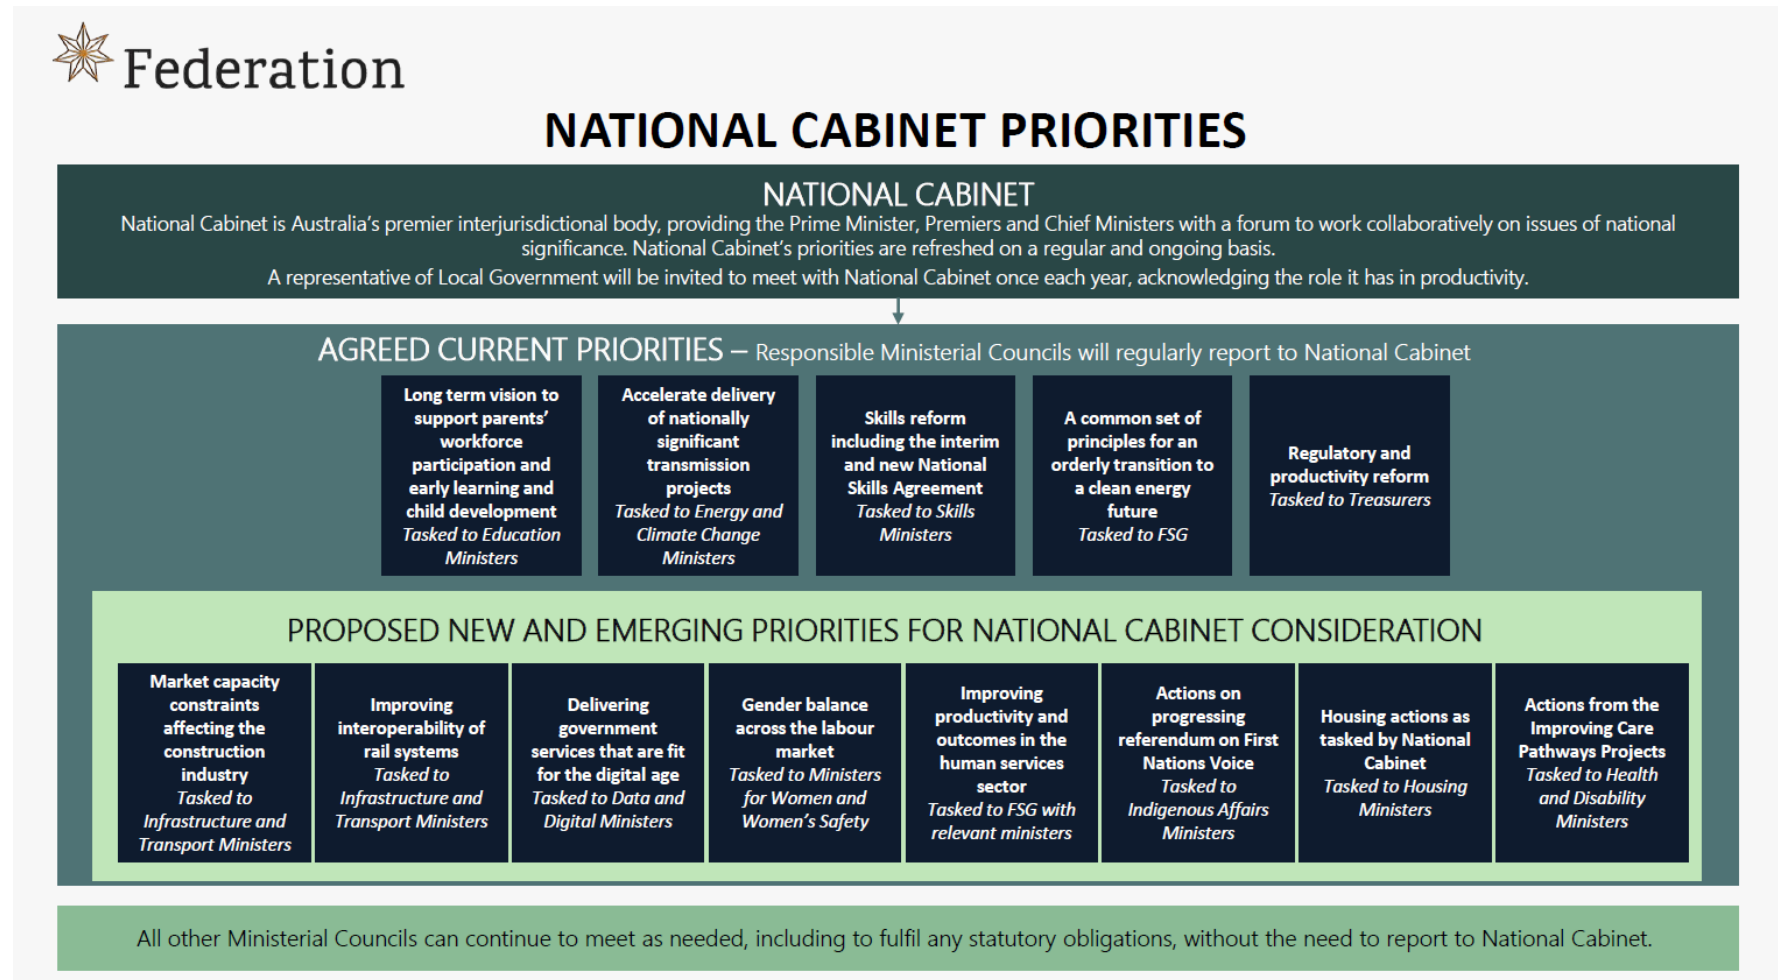 Federation
NATIONAL CABINET PRIORITIES
NATIONAL CABINET
National Cabinet is Australia’s premier interjurisdictional body, providing the Prime Minister, Premiers and Chief Ministers with a forum to work collaboratively on issues of national
significance. National Cabinet’s priorities are refreshed on a regular and ongoing basis.
A representative of Local Government will be invited to meet with National Cabinet once each year, acknowledging the role it has in productivity.
AGREED CURRENT PRIORITIES – Responsible Ministerial Councils will regularly report to National Cabinet
Long term vision to
support parents’
workforce
participation and
early learning and
child development
Tasked to Education
Ministers
Accelerate delivery
of nationally
significant
transmission
projects
Tasked to Energy and
Climate Change
Ministers
Skills reform
including the interim
and new National
Skills Agreement
Tasked to Skills
Ministers
A common set of
principles for an
orderly transition to
a clean energy
future
Tasked to FSG
Regulatory and
productivity reform
Tasked to Treasurers
PROPOSED NEW AND EMERGING PRIORITIES FOR NATIONAL CABINET CONSIDERATION
Market capacity
constraints
affecting the
construction
industry
Tasked to
Infrastructure and
Transport Ministers
Improving
interoperability of
rail systems
Tasked to
Infrastructure and
Transport Ministers
Delivering
government
services that are fit
for the digital age
Tasked to Data and
Digital Ministers
Gender balance
across the labour
market
Tasked to Ministers
for Women and
Women’s Safety
Improving
productivity and
outcomes in the
human services
sector
Tasked to FSG with
relevant ministers
Actions on
progressing
referendum on First
Nations Voice
Tasked to
Indigenous Affairs
Ministers
Housing actions as
tasked by National
Cabinet
Tasked to Housing
Ministers
Actions from the
Improving Care
Pathways Projects
Tasked to Health
and Disability
Ministers
All other Ministerial Councils can continue to meet as needed, including to fulfil any statutory obligations, without the need to report to National Cabinet.